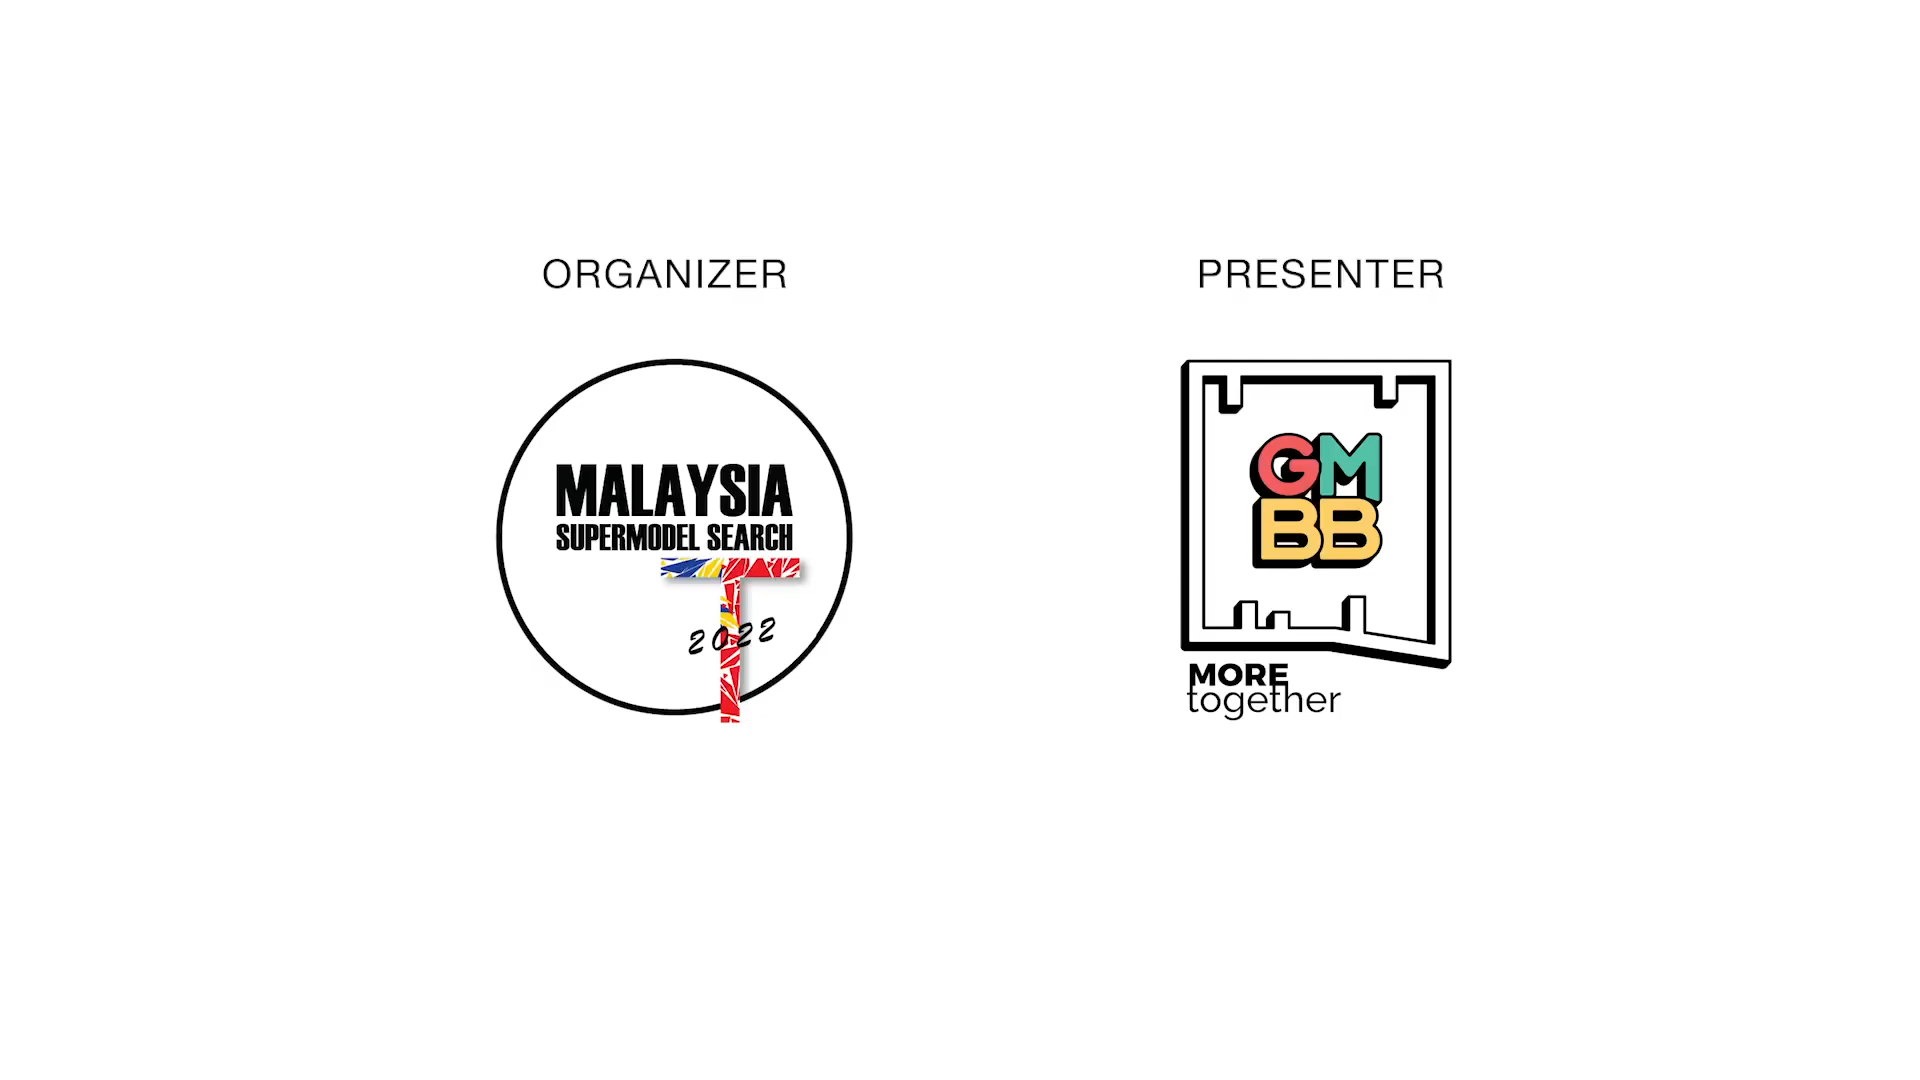 ORGANIZER
MALAYSIA
SUPERMODEL SEARCH
T
2022
PRESENTER
GM
BB
MORE
together